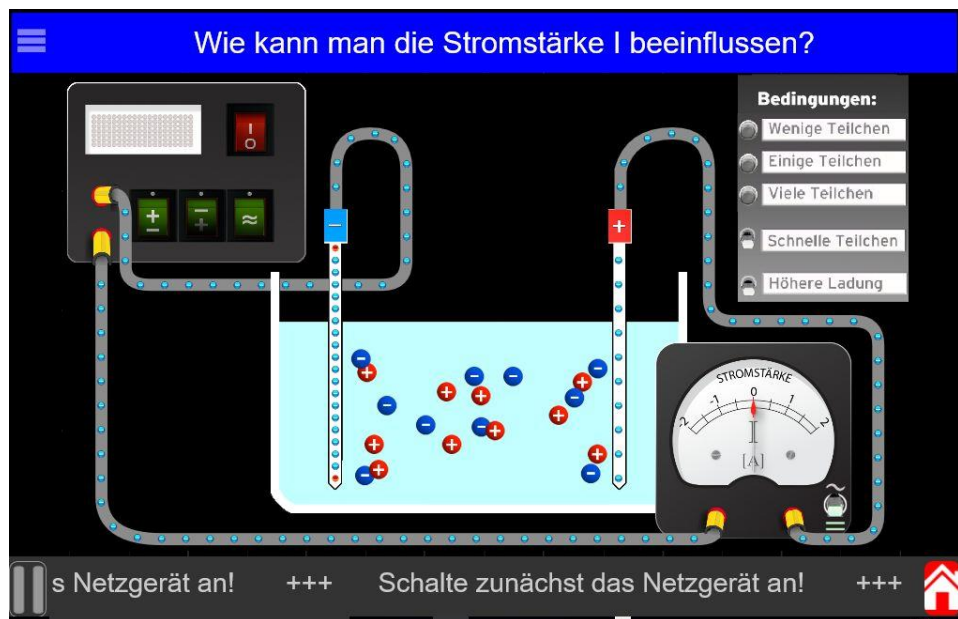 Wie kann man die Stromstärke I beeinflussen?
Bedingungen:
Wenige Teilchen
Einige Teilchen
Viele Teilchen
Schnelle Teilchen
Höhere Ladung
I
O
+
−
−
+
≈
−
+
STROMSTÄRKE
-2 -1 0 1 2
I
[A]
~
=
s Netzgerät an! +++ Schalte zunächst das Netzgerät an! +++